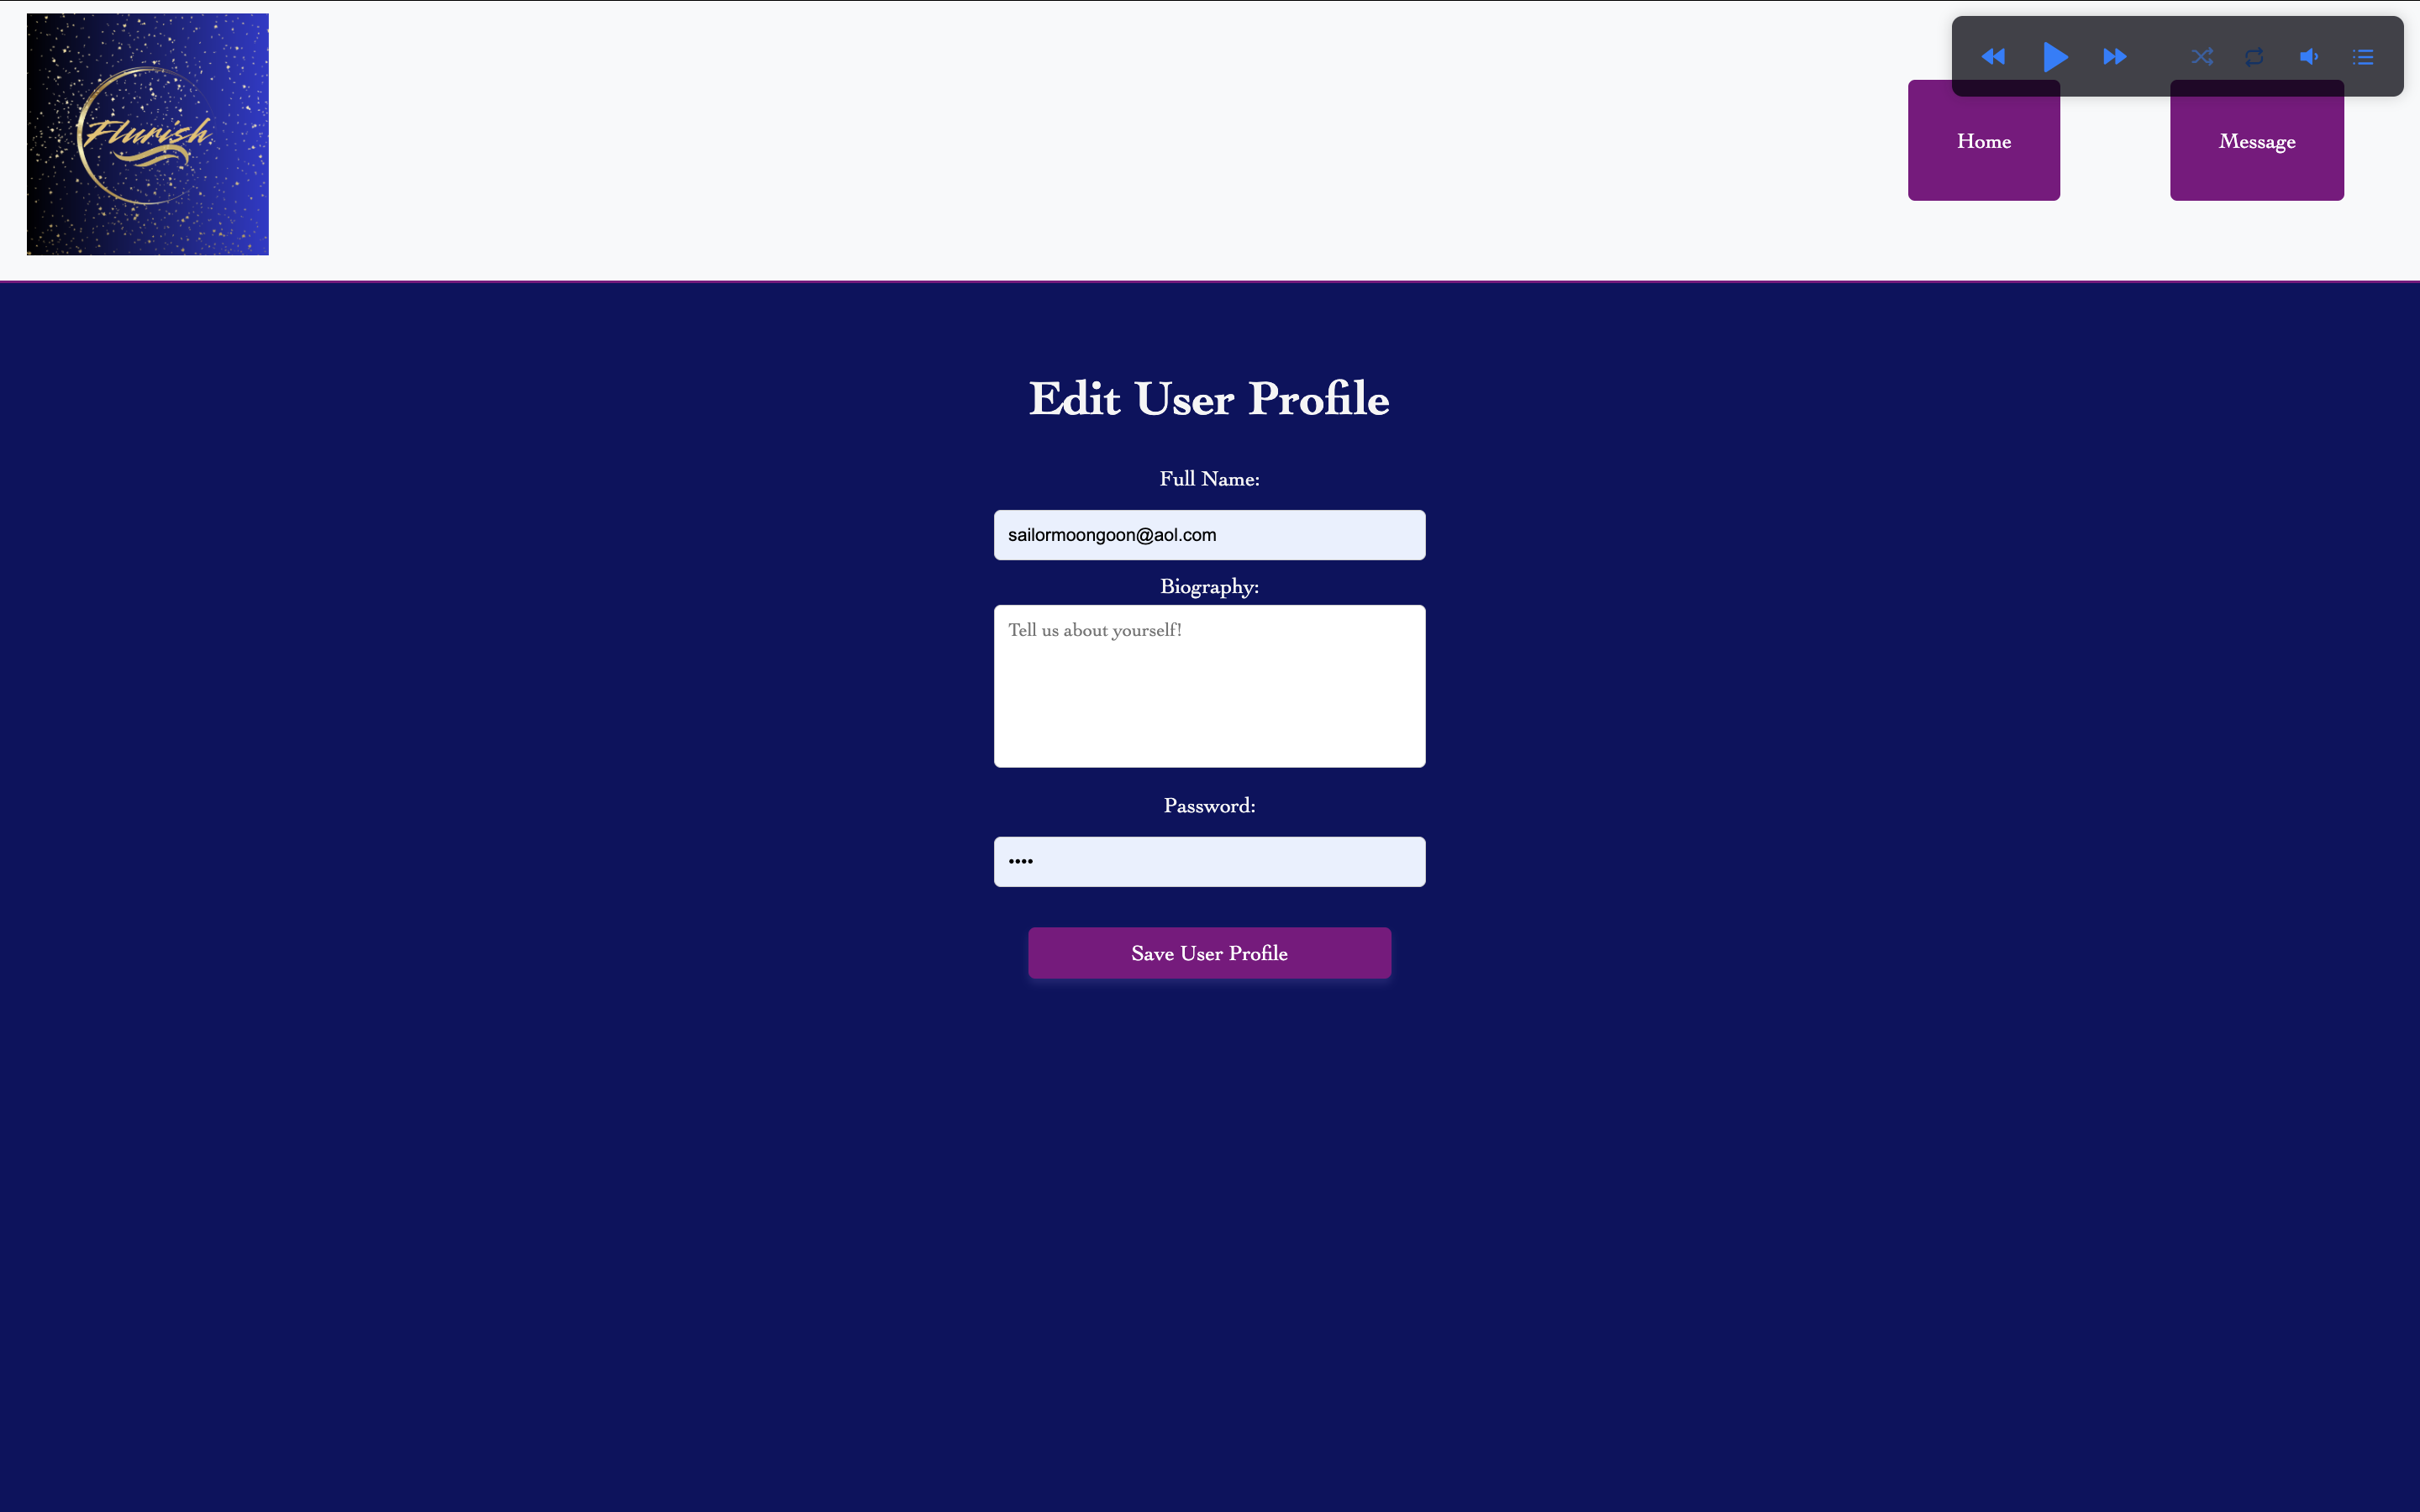 Flurish
Home
Message
Edit User Profile
Full Name:
sailormoongoon@aol.com
Biography:
Tell us about yourself!
Password:
••••
Save User Profile